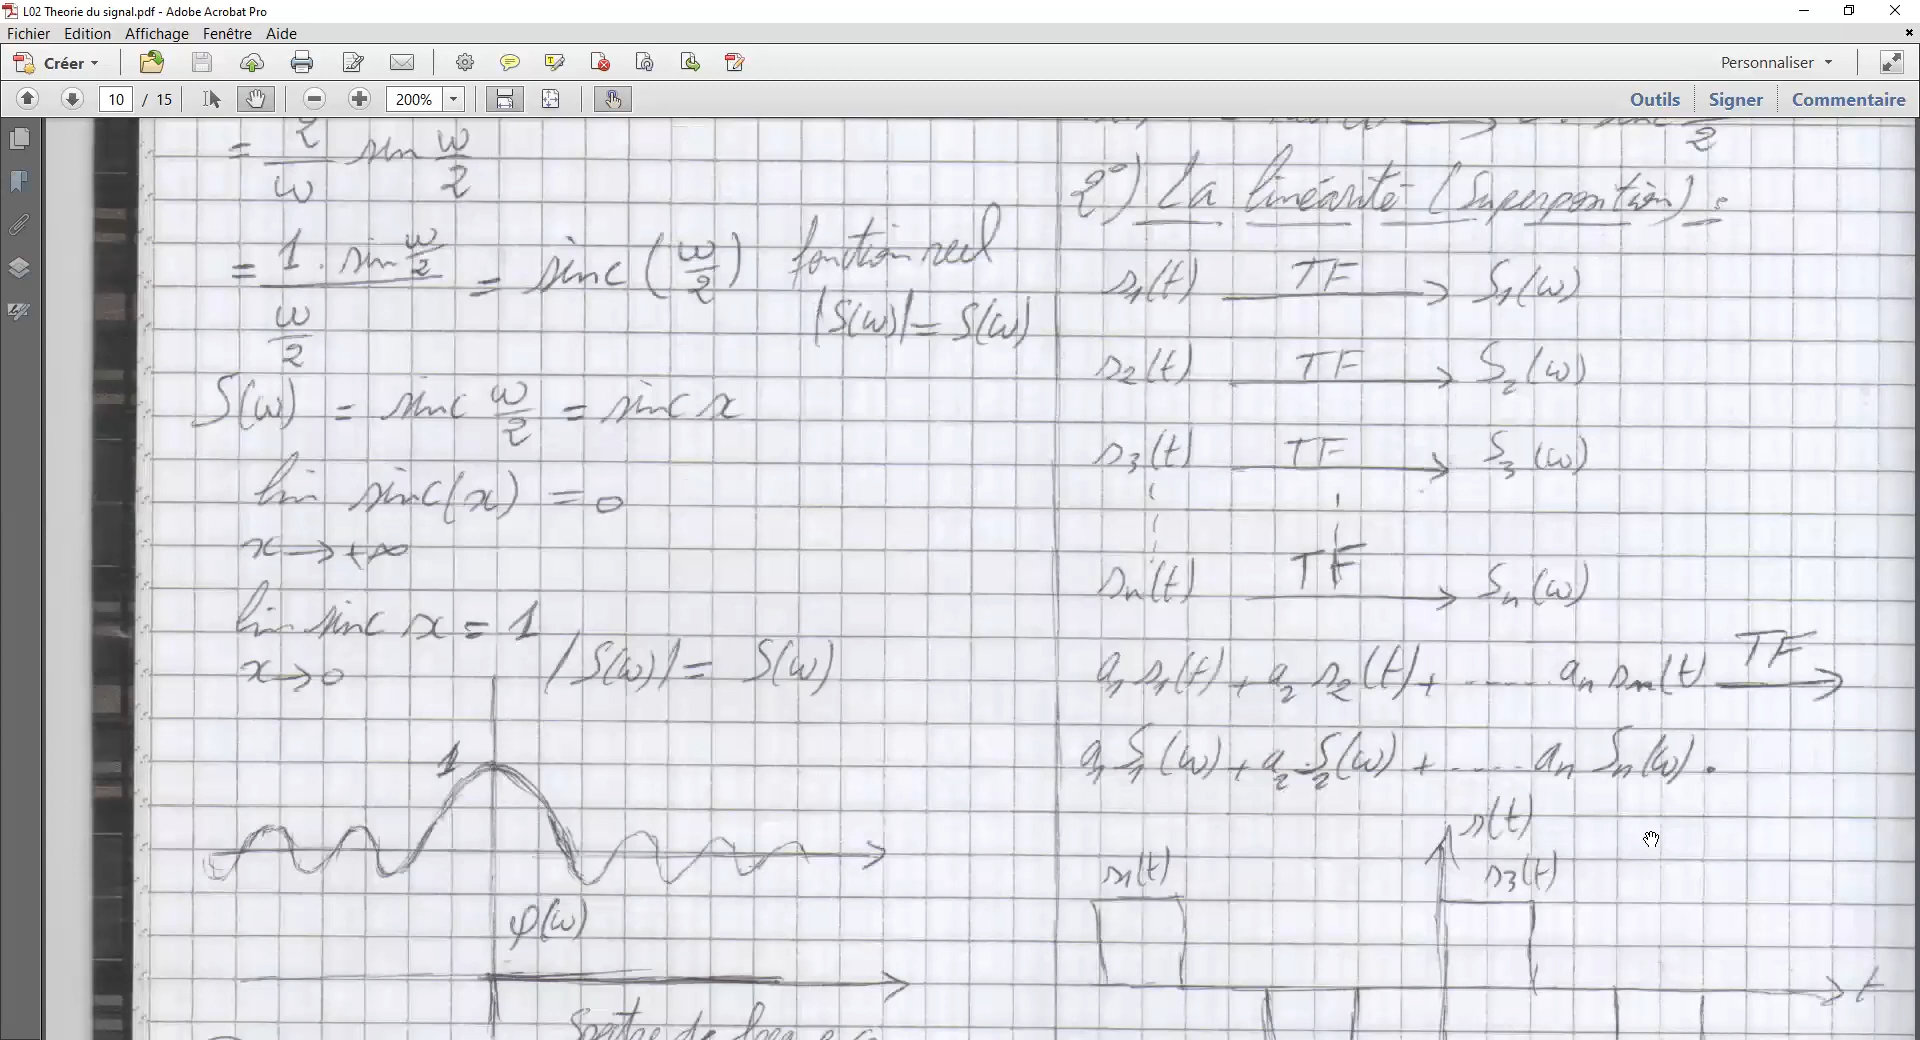 L02 Theorie du signal.pdf - Adobe Acrobat Pro
Fichier Edition Affichage Fenêtre Aide
Créer
Personnaliser
10 / 15
200%
Outils Signer Commentaire
= 2/ω sin ω/2
= 1 . sin ω/2 / ω/2 = sinc (ω/2) fonction reel
|S(ω)| = S(ω)
S(ω) = sinc ω/2 = sinc x
lim sinc(x) = 0
x → +∞
lim sinc x = 1
x → 0
|S(ω)| = S(ω)
1
φ(ω)
2°) La linéarité (Superposition) :
s1(t) TF → S1(ω)
s2(t) TF → S2(ω)
s3(t) TF → S3(ω)
sn(t) TF → Sn(ω)
a1 s1(t) + a2 s2(t) + ..... an sn(t) TF →
a1 S1(ω) + a2 S2(ω) + ..... an Sn(ω) .
s(t)
s1(t) s3(t)
t